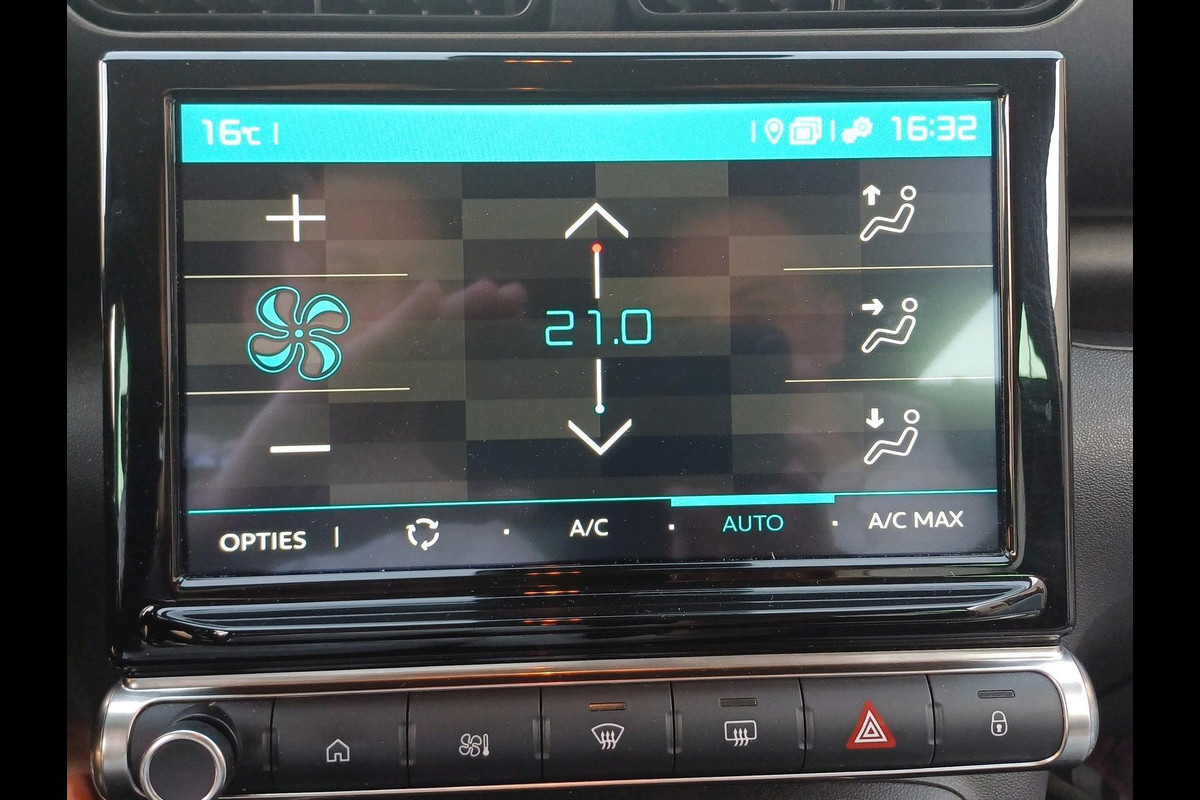 16°C 16:32
21.0
OPTIES A/C AUTO A/C MAX